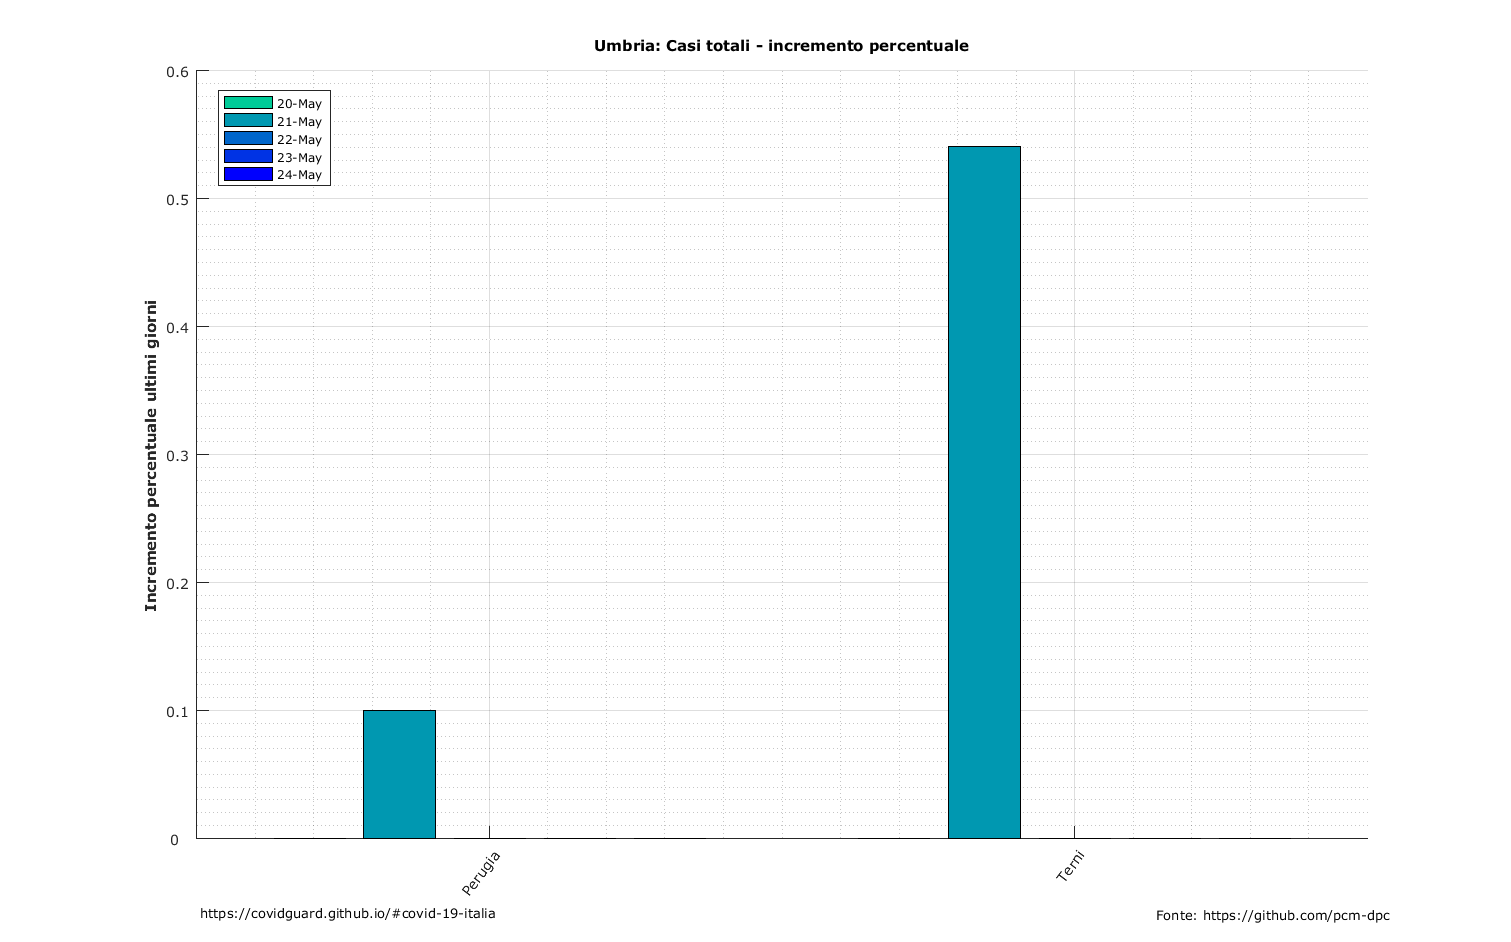 Umbria: Casi totali - incremento percentuale
0.6
0.5
0.4
0.3
0.2
0.1
0
Incremento percentuale ultimi giorni
20-May
21-May
22-May
23-May
24-May
Perugia
Terni
https://covidguard.github.io/#covid-19-italia
Fonte: https://github.com/pcm-dpc